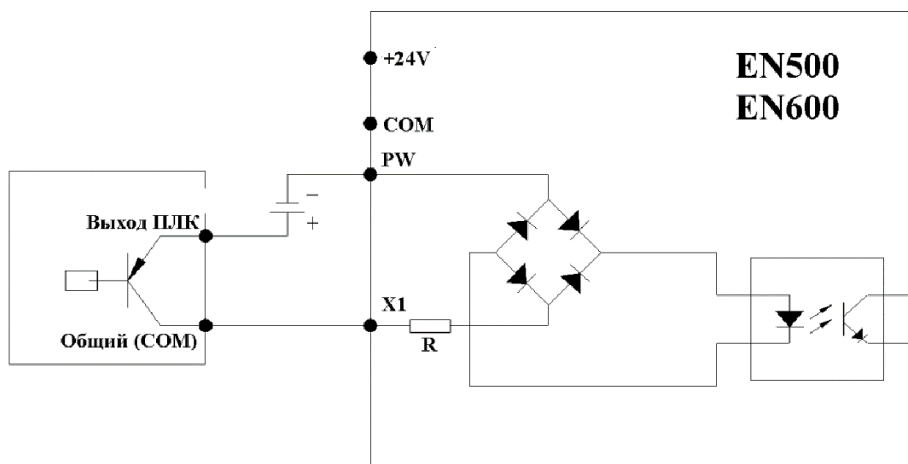 +24V
EN500
EN600
COM
PW
−
+
Выход ПЛК
X1
Общий (COM)
R